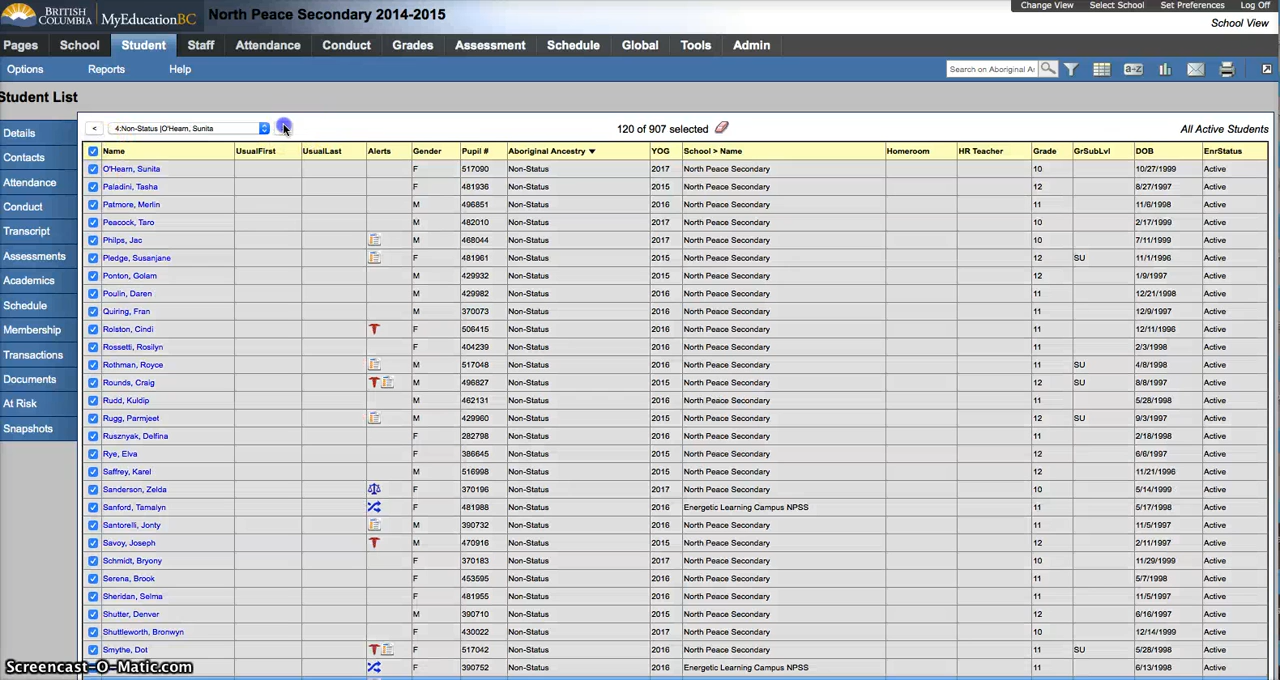 BRITISH COLUMBIA MyEducationBC North Peace Secondary 2014-2015 Change View Select School Set Preferences Log Off
School View
Pages School Student Staff Attendance Conduct Grades Assessment Schedule Global Tools Admin
Options Reports Help Search on Aboriginal A a-z
Student List
< 4:Non-Status |O'Hearn, Sunita 120 of 907 selected All Active Students
Details
Contacts
Attendance
Conduct
Transcript
Assessments
Academics
Schedule
Membership
Transactions
Documents
At Risk
Snapshots
Name UsualFirst UsualLast Alerts Gender Pupil # Aboriginal Ancestry YOG School > Name Homeroom HR Teacher Grade GrSubLvl DOB EnrStatus
O'Hearn, Sunita F 517090 Non-Status 2017 North Peace Secondary 10 10/27/1999 Active
Paladini, Tasha F 481936 Non-Status 2015 North Peace Secondary 12 8/27/1997 Active
Patmore, Merlin M 496851 Non-Status 2016 North Peace Secondary 11 11/6/1998 Active
Peacock, Taro M 482010 Non-Status 2017 North Peace Secondary 10 2/17/1999 Active
Philps, Jac M 468044 Non-Status 2017 North Peace Secondary 10 7/11/1999 Active
Pledge, Susanjane F 481961 Non-Status 2015 North Peace Secondary 12 SU 11/1/1996 Active
Ponton, Golam M 429932 Non-Status 2015 North Peace Secondary 12 1/9/1997 Active
Poulin, Daren M 429982 Non-Status 2016 North Peace Secondary 11 12/21/1998 Active
Quiring, Fran M 370073 Non-Status 2016 North Peace Secondary 11 12/9/1997 Active
Rolston, Cindi F 506415 Non-Status 2016 North Peace Secondary 11 12/11/1996 Active
Rossetti, Rosilyn F 404239 Non-Status 2016 North Peace Secondary 11 2/3/1998 Active
Rothman, Royce M 517048 Non-Status 2016 North Peace Secondary 11 SU 4/8/1998 Active
Rounds, Craig M 496827 Non-Status 2015 North Peace Secondary 12 SU 8/8/1997 Active
Rudd, Kuldip M 462131 Non-Status 2016 North Peace Secondary 11 5/28/1998 Active
Rugg, Parmjeet M 429960 Non-Status 2015 North Peace Secondary 12 SU 9/3/1997 Active
Rusznyak, Delfina F 282798 Non-Status 2016 North Peace Secondary 11 2/18/1998 Active
Rye, Elva F 386645 Non-Status 2015 North Peace Secondary 12 6/6/1997 Active
Saffrey, Karel M 516998 Non-Status 2015 North Peace Secondary 12 11/21/1996 Active
Sanderson, Zelda F 370196 Non-Status 2017 North Peace Secondary 10 5/14/1999 Active
Sanford, Tamalyn F 481988 Non-Status 2016 Energetic Learning Campus NPSS 11 5/17/1998 Active
Santorelli, Jonty M 390732 Non-Status 2016 North Peace Secondary 11 11/5/1997 Active
Savoy, Joseph M 470916 Non-Status 2015 North Peace Secondary 12 2/11/1997 Active
Schmidt, Bryony F 370183 Non-Status 2017 North Peace Secondary 10 11/29/1999 Active
Serena, Brook F 453595 Non-Status 2016 North Peace Secondary 11 5/7/1998 Active
Sheridan, Selma F 481955 Non-Status 2016 North Peace Secondary 11 11/5/1997 Active
Shutter, Denver M 390710 Non-Status 2015 North Peace Secondary 12 6/16/1997 Active
Shuttleworth, Bronwyn F 430022 Non-Status 2017 North Peace Secondary 10 12/14/1999 Active
Smythe, Dot F 517042 Non-Status 2016 North Peace Secondary 11 SU 5/28/1998 Active
F 390752 Non-Status 2016 Energetic Learning Campus NPSS 11 6/13/1998 Active
Screencast-O-Matic.com